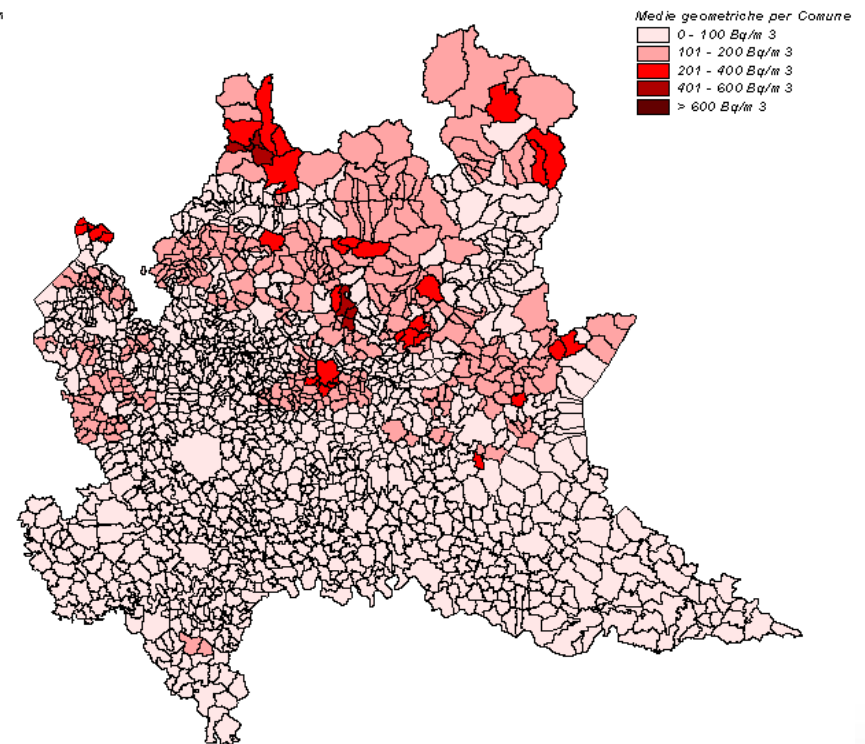 Medie geometriche per Comune
0 - 100 Bq/m 3
101 - 200 Bq/m 3
201 - 400 Bq/m 3
401 - 600 Bq/m 3
> 600 Bq/m 3